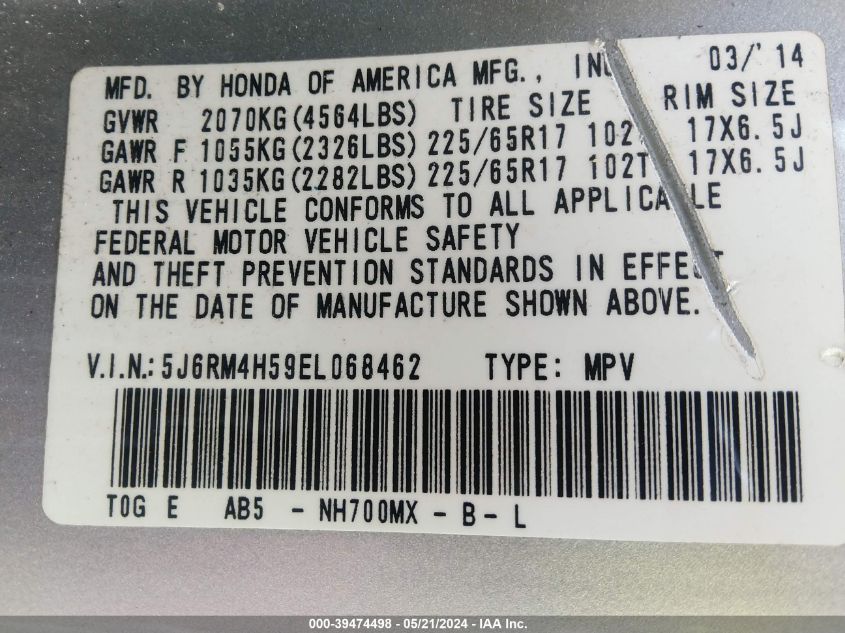 03/'14
MFD. BY HONDA OF AMERICA MFG., INC
GVWR 2070KG(4564LBS) TIRE SIZE RIM SIZE
GAWR F 1055KG(2326LBS) 225/65R17 102T 17X6.5J
GAWR R 1035KG(2282LBS) 225/65R17 102T 17X6.5J
THIS VEHICLE CONFORMS TO ALL APPLICABLE
FEDERAL MOTOR VEHICLE SAFETY
AND THEFT PREVENTION STANDARDS IN EFFECT
ON THE DATE OF MANUFACTURE SHOWN ABOVE.
V.I.N.: 5J6RM4H59EL068462 TYPE: MPV
T0G E AB5 - NH700MX - B - L
000-39474498 - 05/21/2024 - IAA Inc.